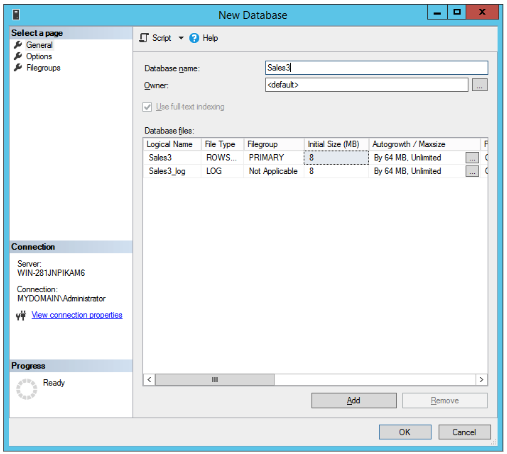 New Database
Select a page
General
Options
Filegroups
Script
Help
Database name:
Sales3
Owner:
<default>
...
Use full-text indexing
Database files:
Logical Name File Type Filegroup Initial Size (MB) Autogrowth / Maxsize
Sales3 ROWS... PRIMARY 8 By 64 MB, Unlimited ...
Sales3_log LOG Not Applicable 8 By 64 MB, Unlimited ...
Connection
Server:
WIN-281JNPIKAM6
Connection:
MYDOMAIN\Administrator
View connection properties
Progress
Ready
Add Remove
OK Cancel